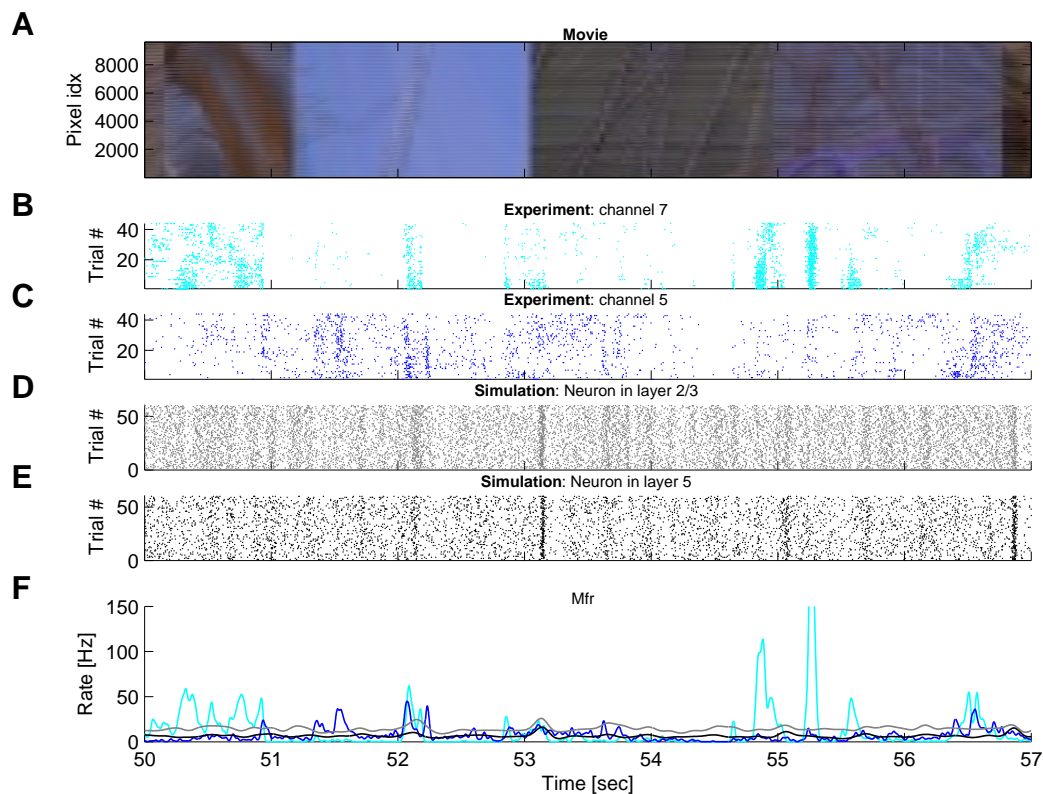 A
Movie
Pixel idx
8000
6000
4000
2000
B
Experiment: channel 7
Trial #
40
20
C
Experiment: channel 5
Trial #
40
20
D
Simulation: Neuron in layer 2/3
Trial #
50
0
E
Simulation: Neuron in layer 5
Trial #
50
0
F
Mfr
Rate [Hz]
150
100
50
0
50 51 52 53 54 55 56 57
Time [sec]